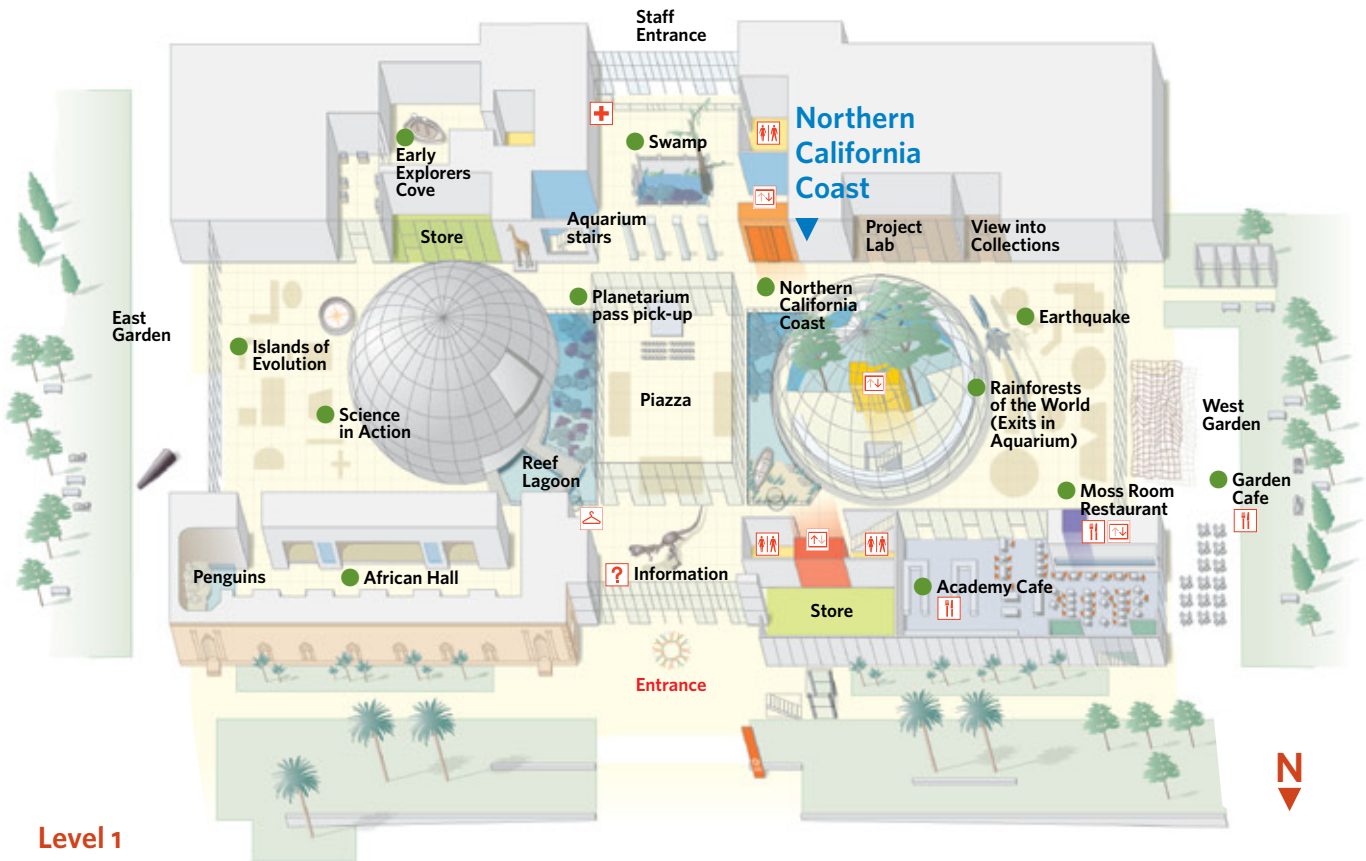 Staff
Entrance
Northern
California
Coast
Swamp
Early
Explorers
Cove
Store
Aquarium
stairs
Project
Lab
View into
Collections
East
Garden
Planetarium
pass pick-up
Northern
California
Coast
Earthquake
Islands of
Evolution
Science
in Action
Piazza
Rainforests
of the World
(Exits in
Aquarium)
West
Garden
Reef
Lagoon
Moss Room
Restaurant
Garden
Cafe
Penguins
African Hall
? Information
Store
Academy Cafe
Entrance
N
Level 1